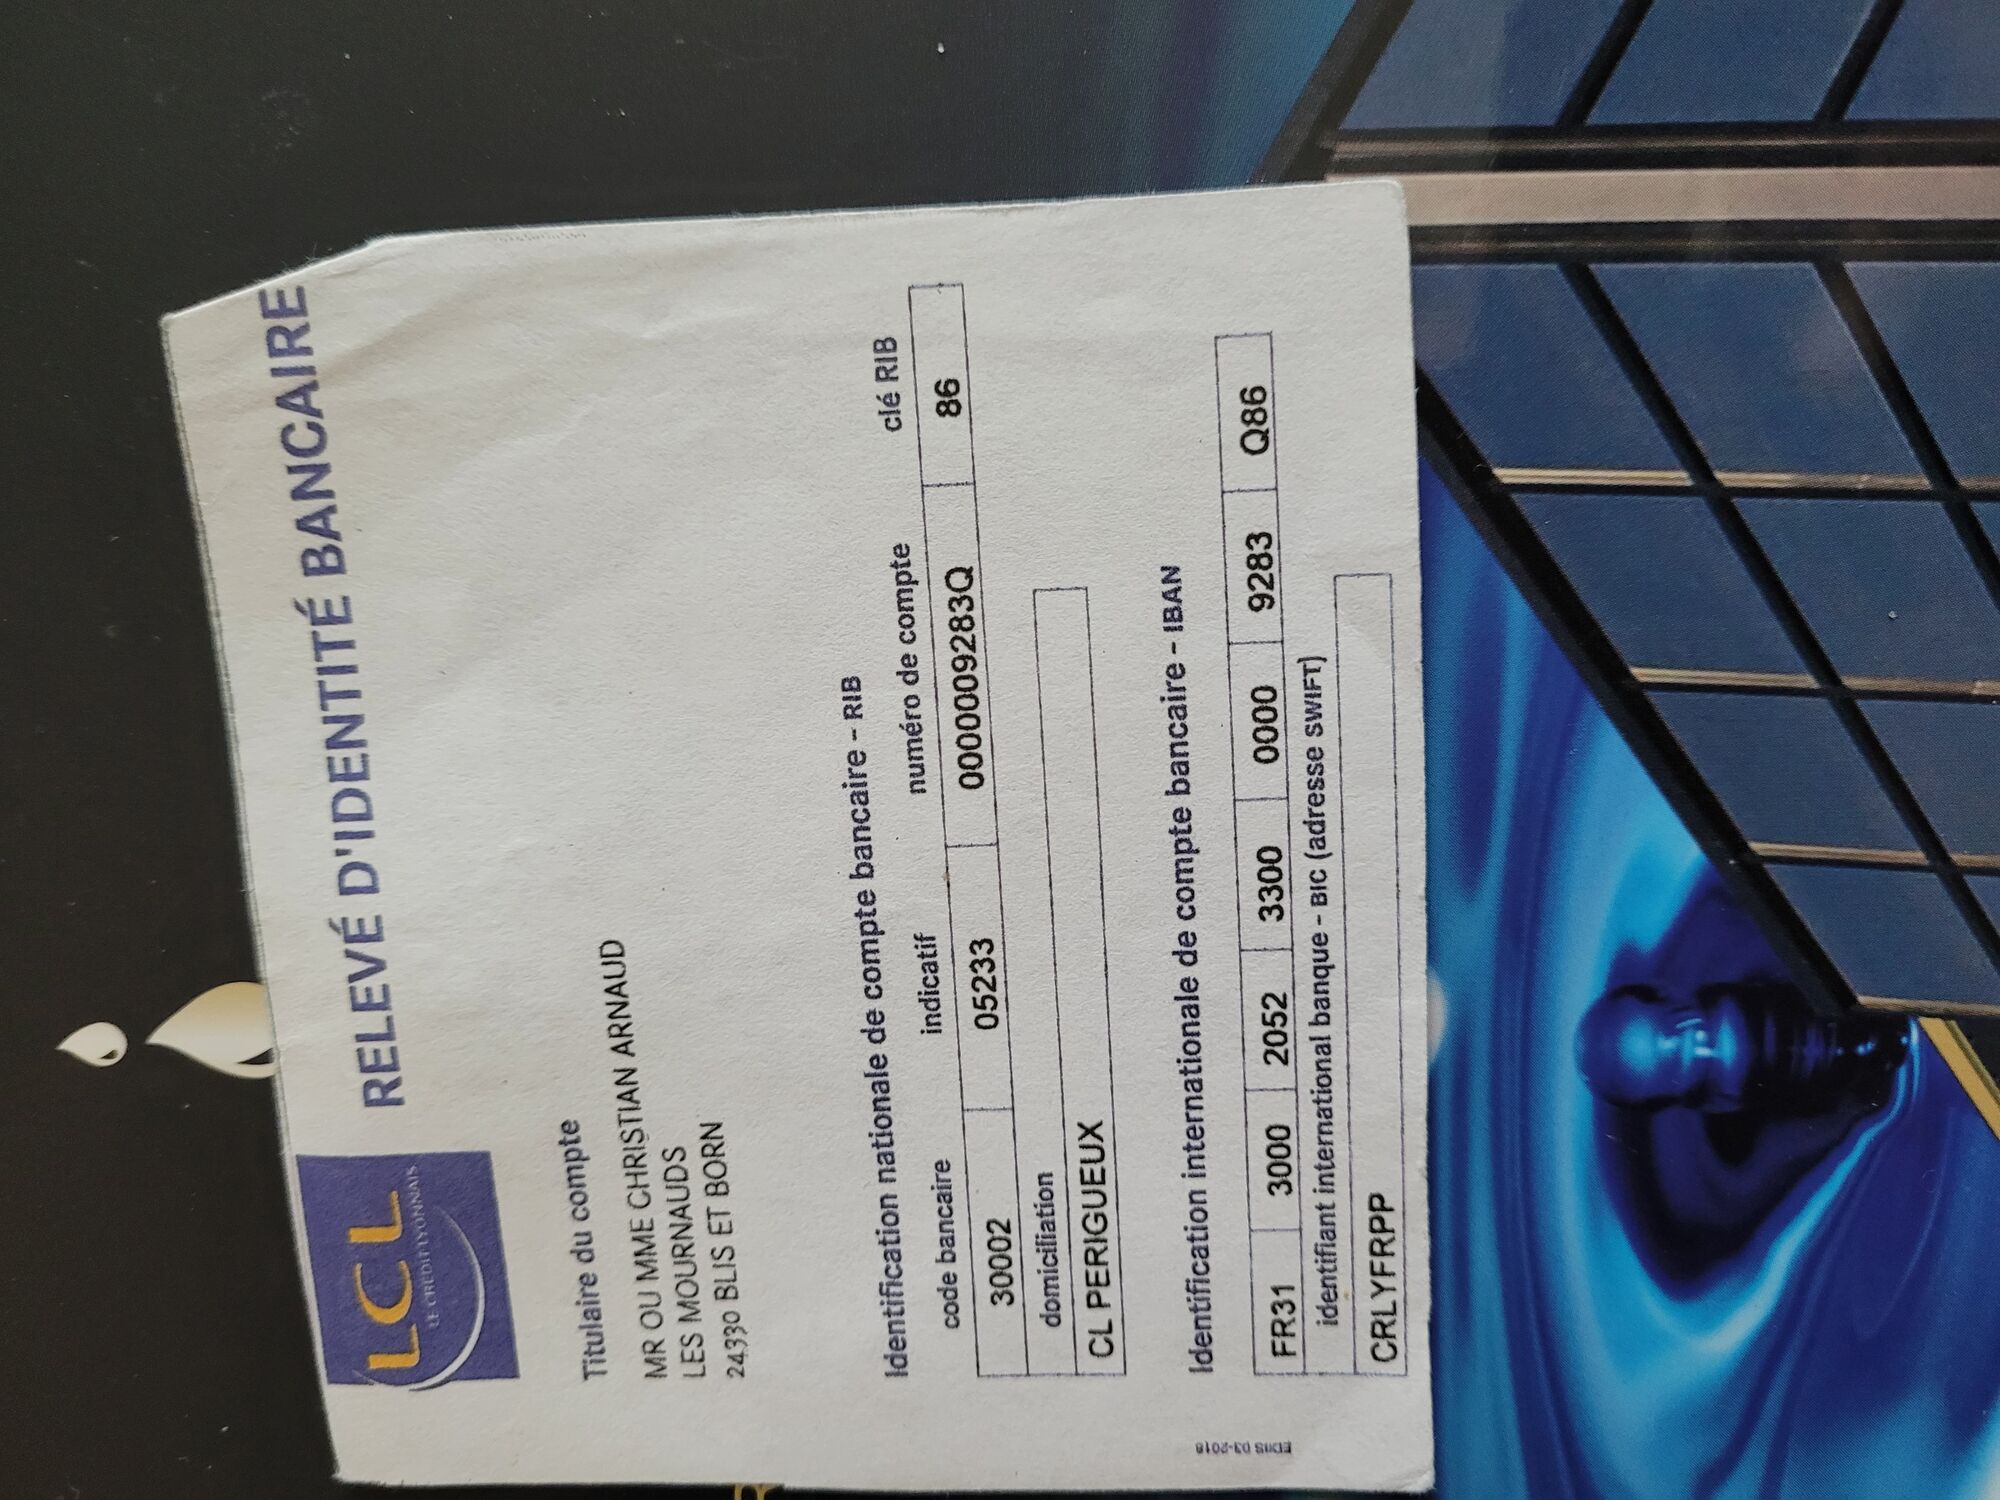 LCL
LE CREDIT LYONNAIS
RELEVÉ D'IDENTITÉ BANCAIRE
Titulaire du compte
MR OU MME CHRISTIAN ARNAUD
LES MOURNAUDS
24330 BLIS ET BORN
Identification nationale de compte bancaire - RIB
code bancaire indicatif numéro de compte clé RIB
30002 05233 0000009283Q 86
domiciliation
CL PERIGUEUX
Identification internationale de compte bancaire - IBAN
FR31 3000 2052 3300 0000 9283 Q86
identifiant international banque - BIC (adresse SWIFT)
CRLYFRPP